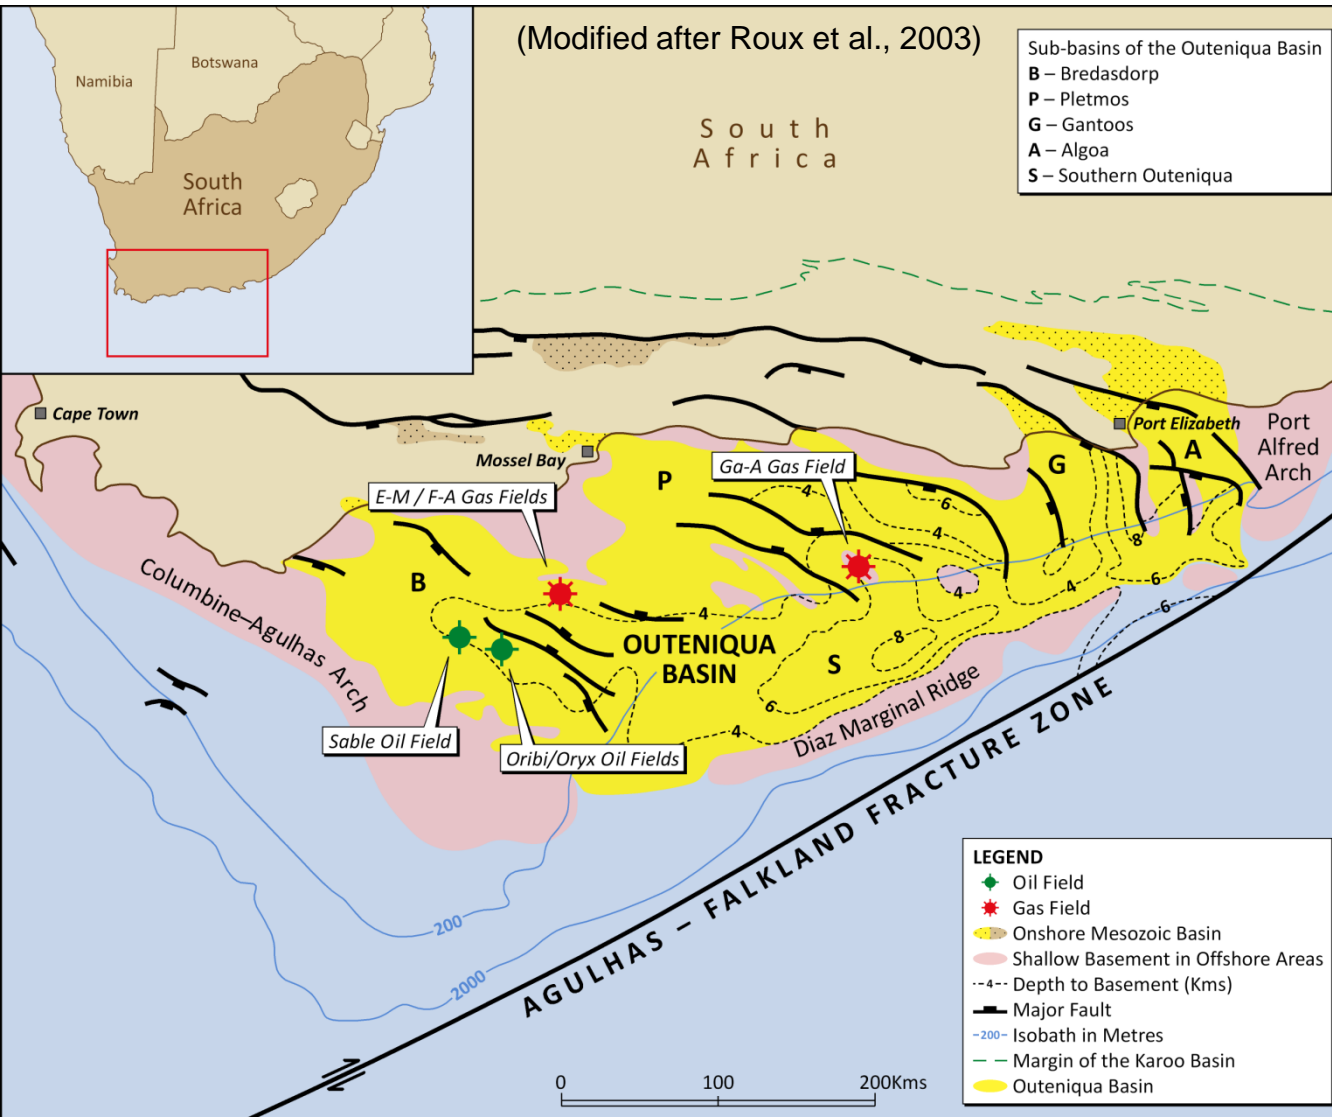 (Modified after Roux et al., 2003)
Namibia
Botswana
South
Africa
South
Africa
Sub-basins of the Outeniqua Basin
B – Bredasdorp
P – Pletmos
G – Gantoos
A – Algoa
S – Southern Outeniqua
Cape Town
Mossel Bay
Port Elizabeth
Port
Alfred
Arch
P
G
A
B
S
Ga-A Gas Field
E-M / F-A Gas Fields
4
6
4
8
4
4
6
6
4
8
6
4
OUTENIQUA
BASIN
Columbine–Agulhas Arch
Sable Oil Field
Oribi/Oryx Oil Fields
Diaz Marginal Ridge
AGULHAS – FALKLAND FRACTURE ZONE
200
2000
0 100 200Kms
LEGEND
Oil Field
Gas Field
Onshore Mesozoic Basin
Shallow Basement in Offshore Areas
-4- Depth to Basement (Kms)
Major Fault
-200- Isobath in Metres
Margin of the Karoo Basin
Outeniqua Basin